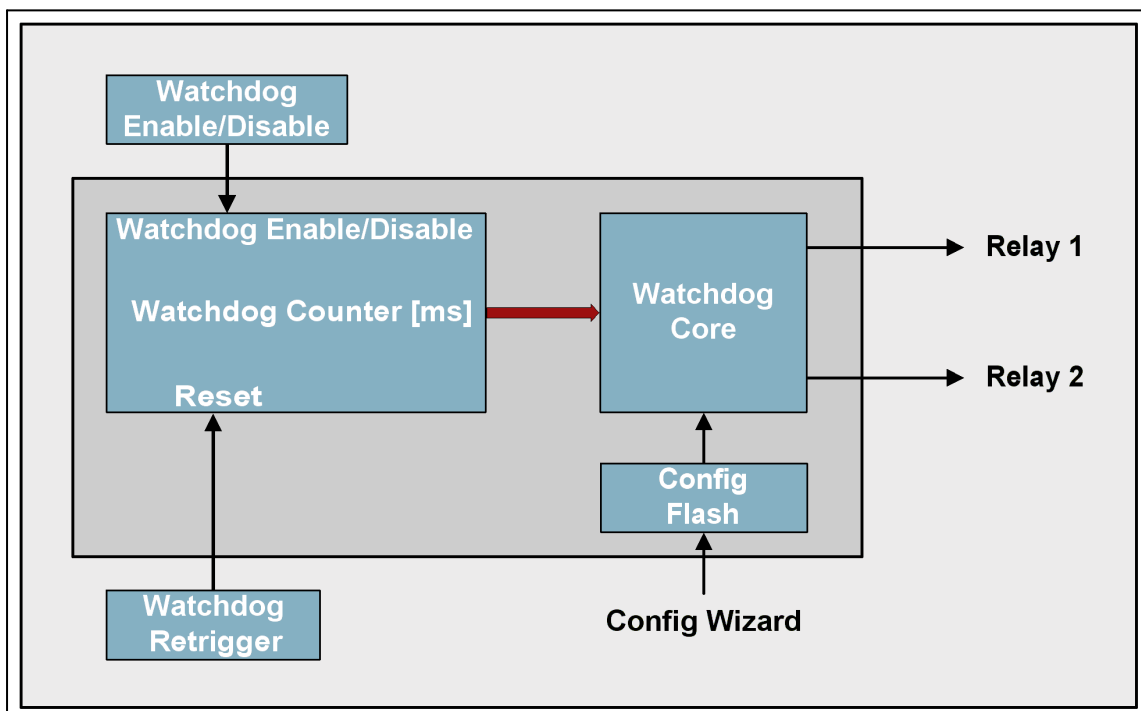 Watchdog
Enable/Disable
Watchdog Enable/Disable
Watchdog Counter [ms]
Reset
Watchdog
Core
Relay 1
Relay 2
Config
Flash
Watchdog
Retrigger
Config Wizard